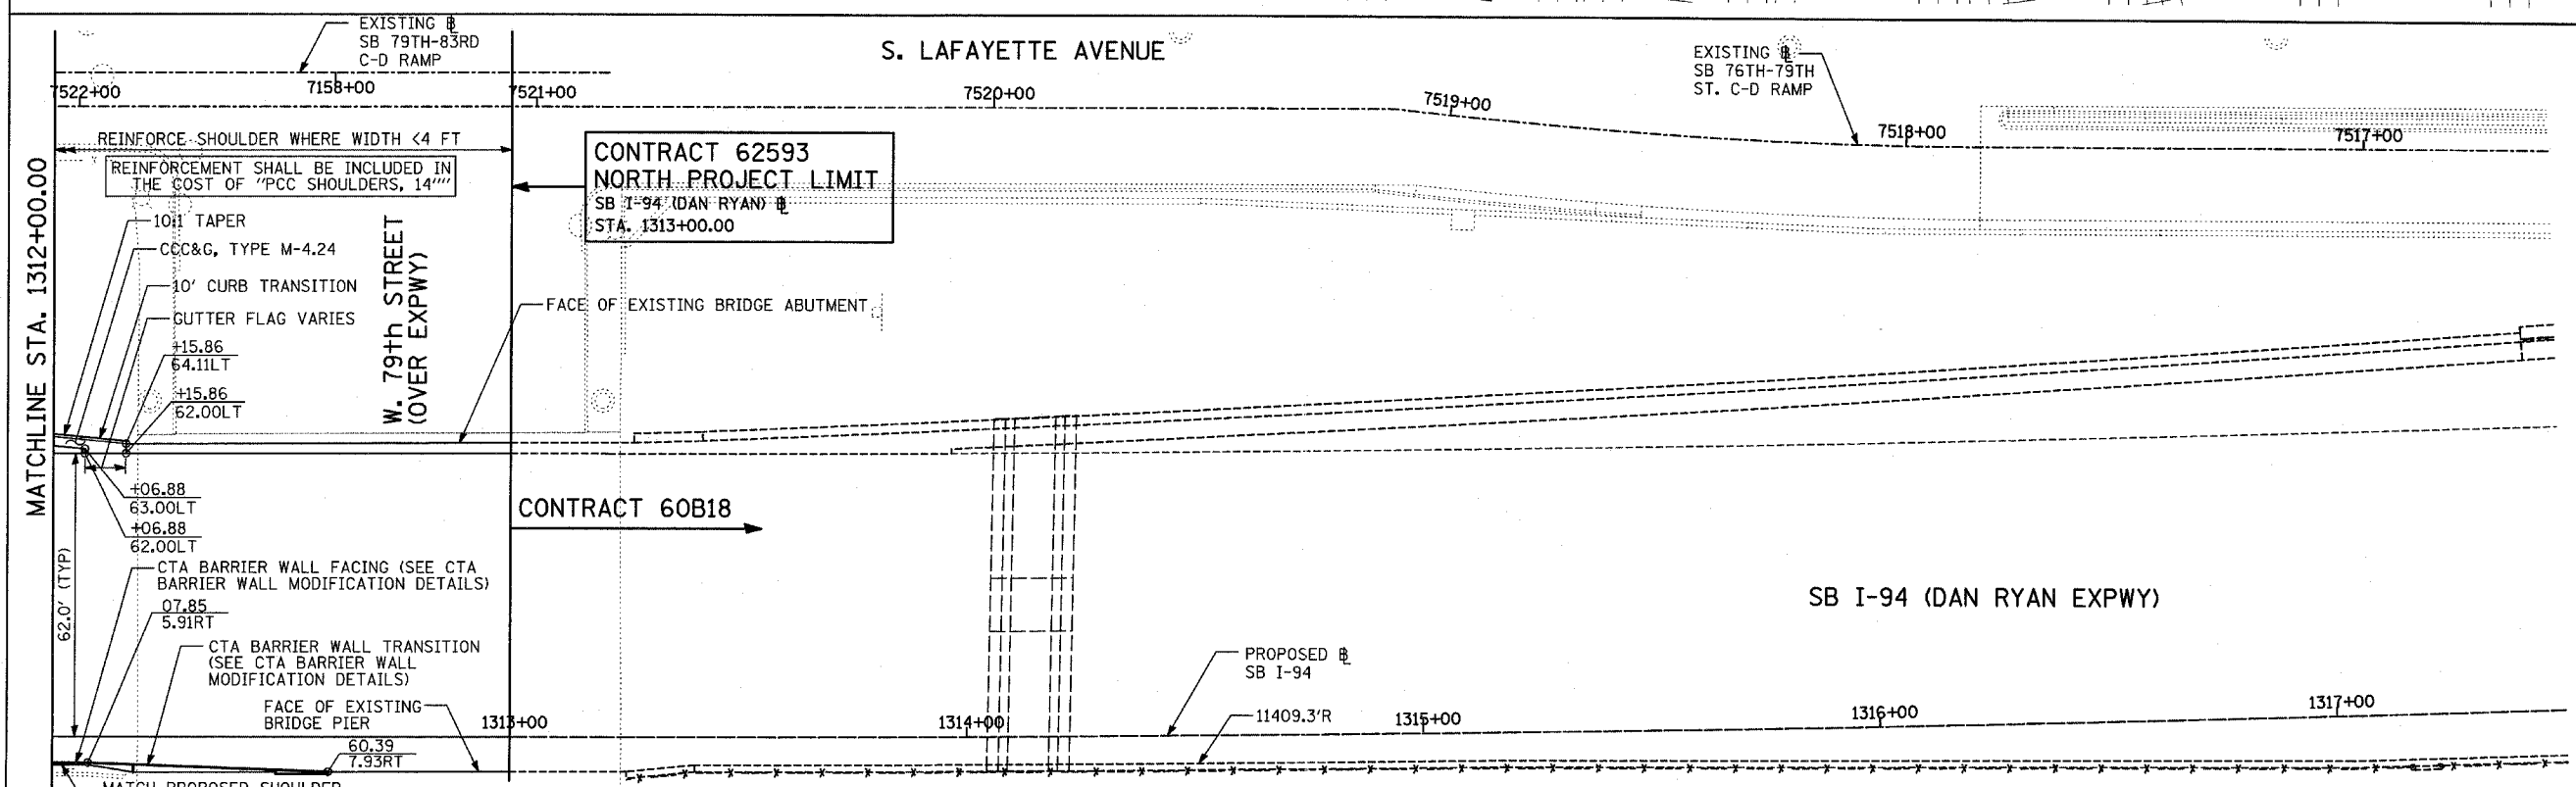 EXISTING ℄
SB 79TH-83RD
C-D RAMP
S. LAFAYETTE AVENUE
EXISTING ℄
SB 76TH-79TH
ST. C-D RAMP
7522+00
7158+00
7521+00
7520+00
7519+00
7518+00
7517+00
REINFORCE SHOULDER WHERE WIDTH <4 FT
REINFORCEMENT SHALL BE INCLUDED IN
THE COST OF "PCC SHOULDERS, 14""
CONTRACT 62593
NORTH PROJECT LIMIT
SB I-94 (DAN RYAN) ℄
STA. 1313+00.00
MATCHLINE STA. 1312+00.00
10:1 TAPER
CCC&G, TYPE M-4.24
10' CURB TRANSITION
GUTTER FLAG VARIES
W. 79th STREET
(OVER EXPWY)
FACE OF EXISTING BRIDGE ABUTMENT
+15.86
64.11LT
+15.86
62.00LT
+06.88
63.00LT
+06.88
62.00LT
CONTRACT 60B18
62.0' (TYP)
CTA BARRIER WALL FACING (SEE CTA
BARRIER WALL MODIFICATION DETAILS)
07.85
5.91RT
CTA BARRIER WALL TRANSITION
(SEE CTA BARRIER WALL
MODIFICATION DETAILS)
SB I-94 (DAN RYAN EXPWY)
PROPOSED ℄
SB I-94
FACE OF EXISTING
BRIDGE PIER
11409.3'R
1313+00
1314+00
1315+00
1316+00
1317+00
60.39
7.93RT
MATCH PROPOSED SHOULDER